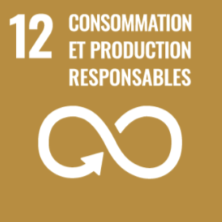 12 CONSOMMATION
ET PRODUCTION
RESPONSABLES